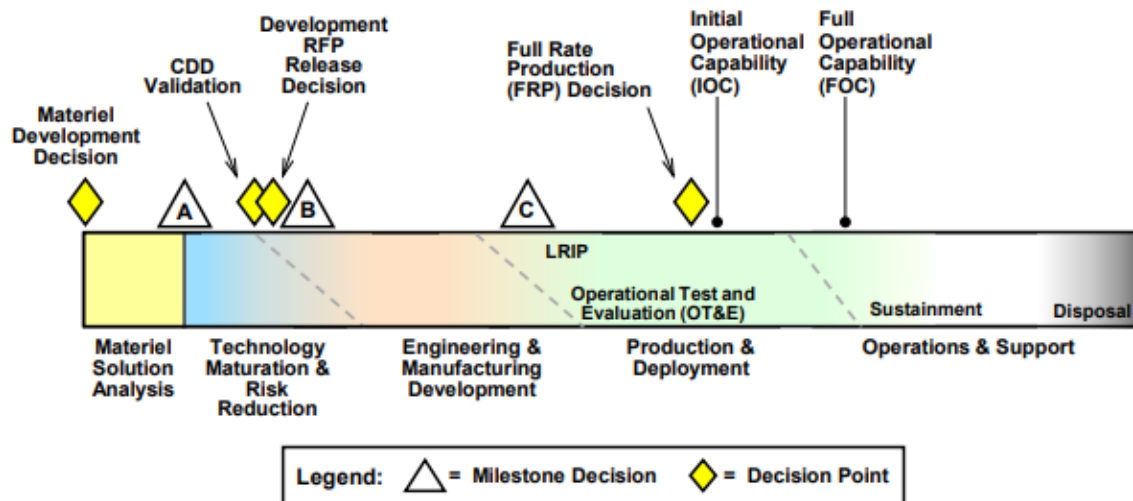 Materiel
Development
Decision
CDD
Validation
Development
RFP
Release
Decision
Full Rate
Production
(FRP) Decision
Initial
Operational
Capability
(IOC)
Full
Operational
Capability
(FOC)
A
B
C
LRIP
Operational Test and
Evaluation (OT&E)
Sustainment
Disposal
Materiel
Solution
Analysis
Technology
Maturation &
Risk
Reduction
Engineering &
Manufacturing
Development
Production &
Deployment
Operations & Support
Legend: = Milestone Decision = Decision Point